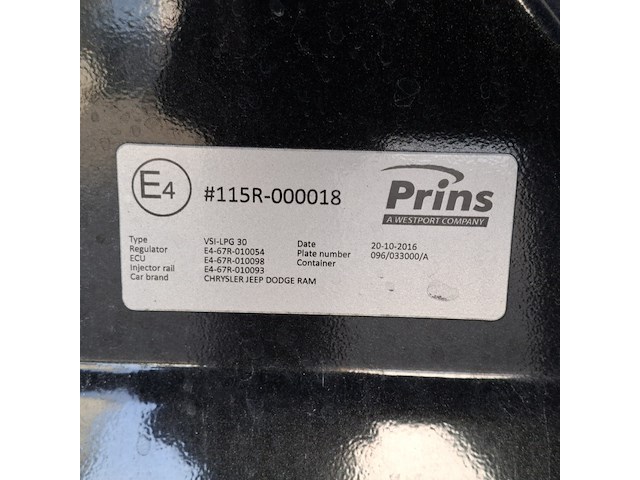 E4 #115R-000018 Prins
A WESTPORT COMPANY
Type VSI-LPG 30 Date 20-10-2016
Regulator E4-67R-010054 Plate number 096/033000/A
ECU E4-67R-010098 Container
Injector rail E4-67R-010093
Car brand CHRYSLER JEEP DODGE RAM